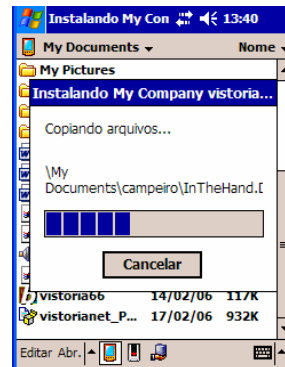 Instalando My Con 13:40
My Documents Nome
My Pictures
Instalando My Company vistoria...
Copiando arquivos...
\My
Documents\campeiro\InTheHand.D
Cancelar
vistoria66 14/02/06 117K
vistorianet_P... 17/02/06 932K
Editar Abr.